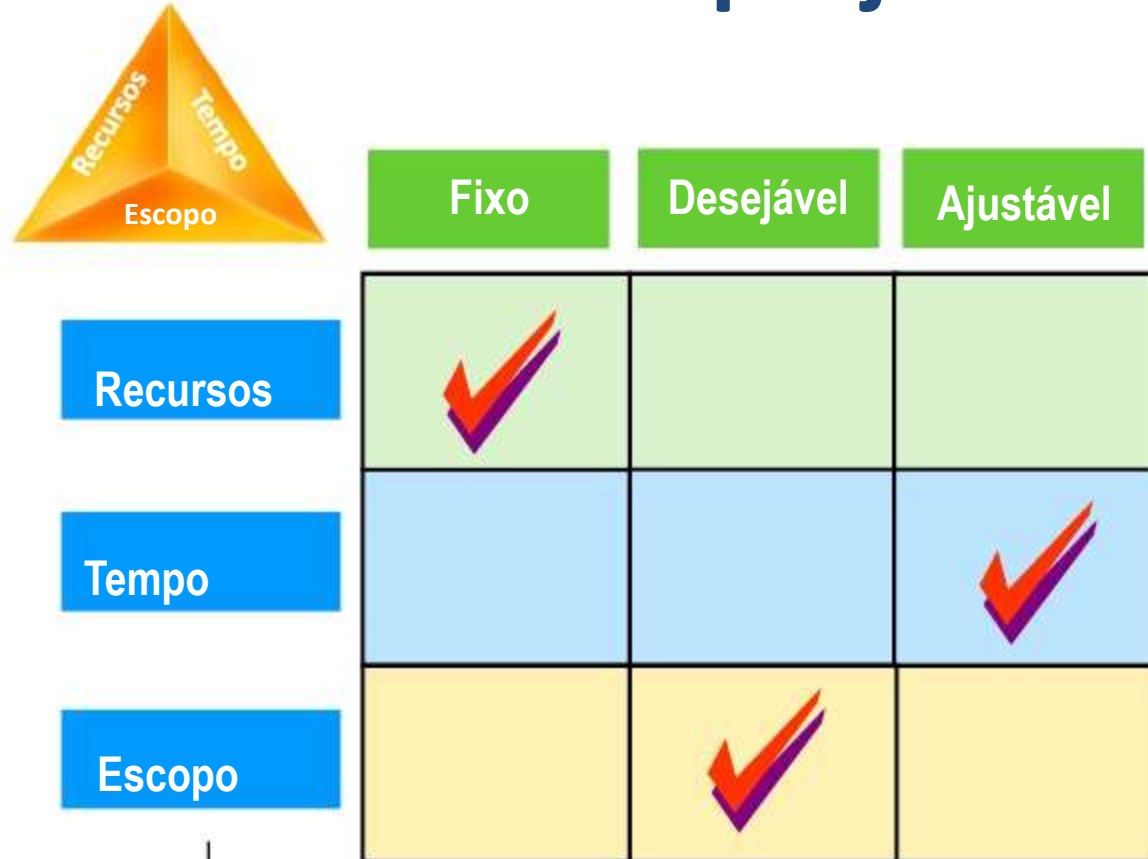 Recursos
Tempo
Escopo
Fixo
Desejável
Ajustável
Recursos
Tempo
Escopo